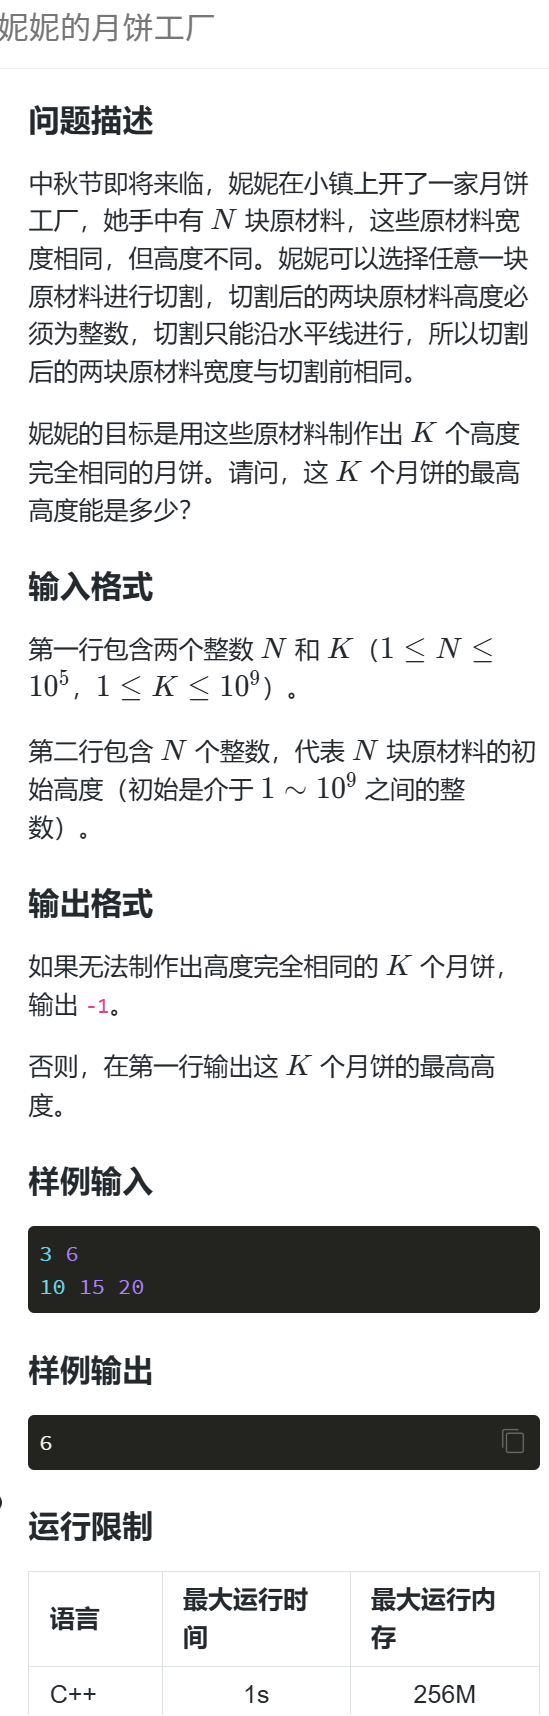 妮妮的月饼工厂
问题描述
中秋节即将来临，妮妮在小镇上开了一家月饼
工厂，她手中有 N 块原材料，这些原材料宽
度相同，但高度不同。妮妮可以选择任意一块
原材料进行切割，切割后的两块原材料高度必
须为整数，切割只能沿水平线进行，所以切割
后的两块原材料宽度与切割前相同。
妮妮的目标是用这些原材料制作出 K 个高度
完全相同的月饼。请问，这 K 个月饼的最高
高度能是多少？
输入格式
第一行包含两个整数 N 和 K（1 ≤ N ≤
10⁵，1 ≤ K ≤ 10⁹）。
第二行包含 N 个整数，代表 N 块原材料的初
始高度（初始是介于 1 ∼ 10⁹ 之间的整
数）。
输出格式
如果无法制作出高度完全相同的 K 个月饼，
输出 -1。
否则，在第一行输出这 K 个月饼的最高高
度。
样例输入
3 6
10 15 20
样例输出
6
运行限制
语言 最大运行时 最大运行内
间 存
C++ 1s 256M